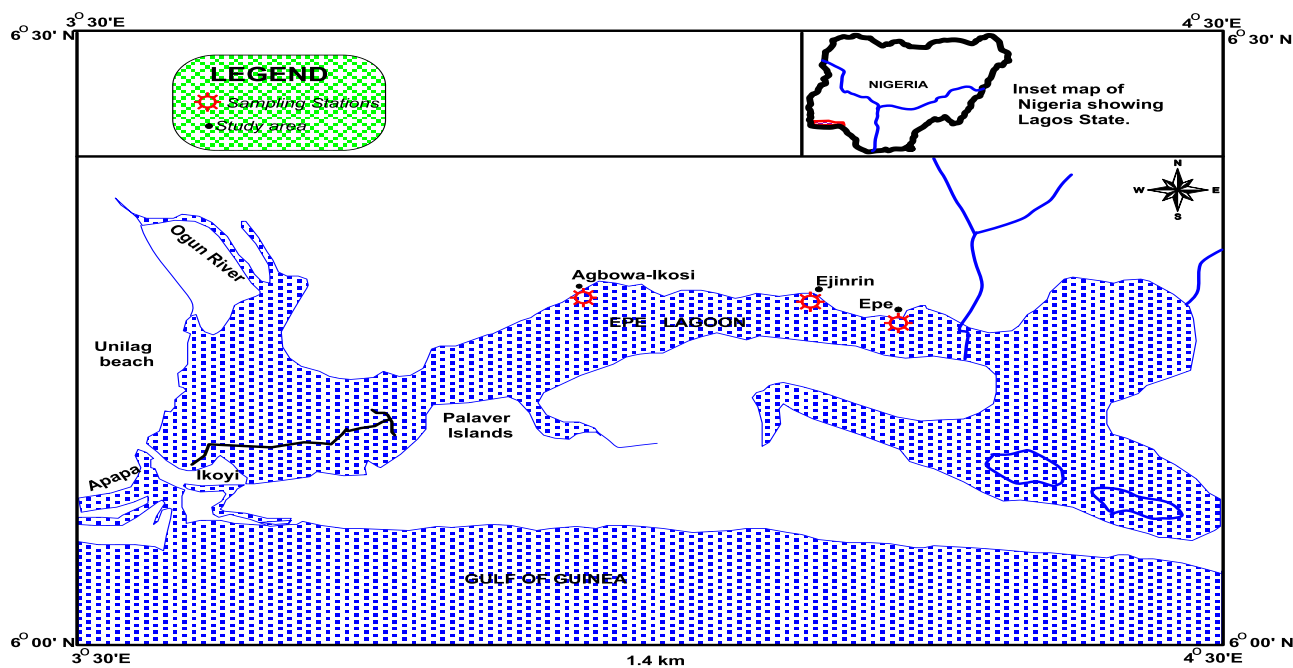 3° 30'E
4° 30'E
6° 30' N
6° 30' N
LEGEND
Sampling Stations
Study area
NIGERIA
Inset map of
Nigeria showing
Lagos State.
N
W
E
S
Ogun River
Agbowa-Ikosi
Ejinrin
Epe
EPE LAGOON
Unilag
beach
Palaver
Islands
Apapa
Ikoyi
GULF OF GUINEA
6° 00' N
6° 00' N
3° 30'E
1.4 km
4° 30'E